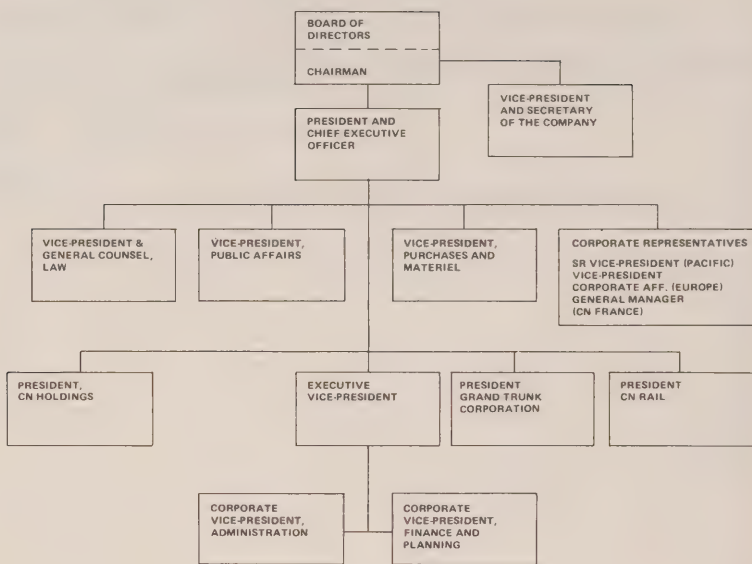 BOARD OF
DIRECTORS
CHAIRMAN
VICE-PRESIDENT
AND SECRETARY
OF THE COMPANY
PRESIDENT AND
CHIEF EXECUTIVE
OFFICER
VICE-PRESIDENT &
GENERAL COUNSEL,
LAW
VICE-PRESIDENT,
PUBLIC AFFAIRS
VICE-PRESIDENT,
PURCHASES AND
MATERIEL
CORPORATE REPRESENTATIVES
SR VICE-PRESIDENT (PACIFIC)
VICE-PRESIDENT
CORPORATE AFF. (EUROPE)
GENERAL MANAGER
(CN FRANCE)
PRESIDENT,
CN HOLDINGS
EXECUTIVE
VICE-PRESIDENT
PRESIDENT
GRAND TRUNK
CORPORATION
PRESIDENT
CN RAIL
CORPORATE
VICE-PRESIDENT,
ADMINISTRATION
CORPORATE
VICE-PRESIDENT,
FINANCE AND
PLANNING